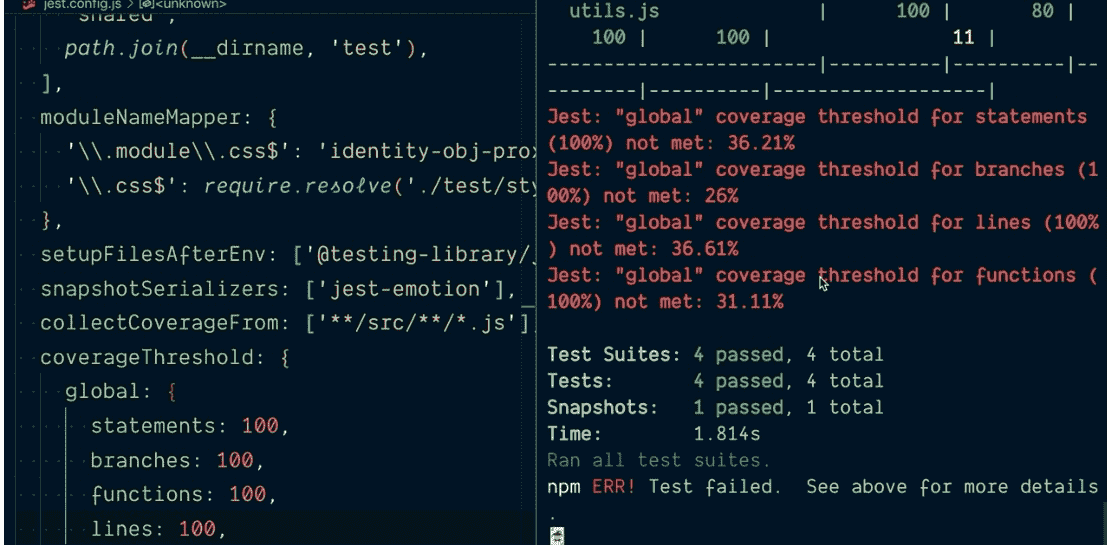 jest.config.js > [ø]<unknown>
'shared',
path.join(__dirname, 'test'),
],
moduleNameMapper: {
'\\.module\\.css$': 'identity-obj-prox
'\\.css$': require.resolve('./test/sty
},
setupFilesAfterEnv: ['@testing-library/j
snapshotSerializers: ['jest-emotion'],
collectCoverageFrom: ['**/src/**/*.js']
coverageThreshold: {
global: {
statements: 100,
branches: 100,
functions: 100,
lines: 100,
utils.js | 100 | 80 |
100 | 100 | 11 |
------------------------|----------|----------|--
--------|----------|-------------------|
Jest: "global" coverage threshold for statements
(100%) not met: 36.21%
Jest: "global" coverage threshold for branches (1
00%) not met: 26%
Jest: "global" coverage threshold for lines (100%
) not met: 36.61%
Jest: "global" coverage threshold for functions (
100%) not met: 31.11%
Test Suites: 4 passed, 4 total
Tests: 4 passed, 4 total
Snapshots: 1 passed, 1 total
Time: 1.814s
Ran all test suites.
npm ERR! Test failed. See above for more details
.